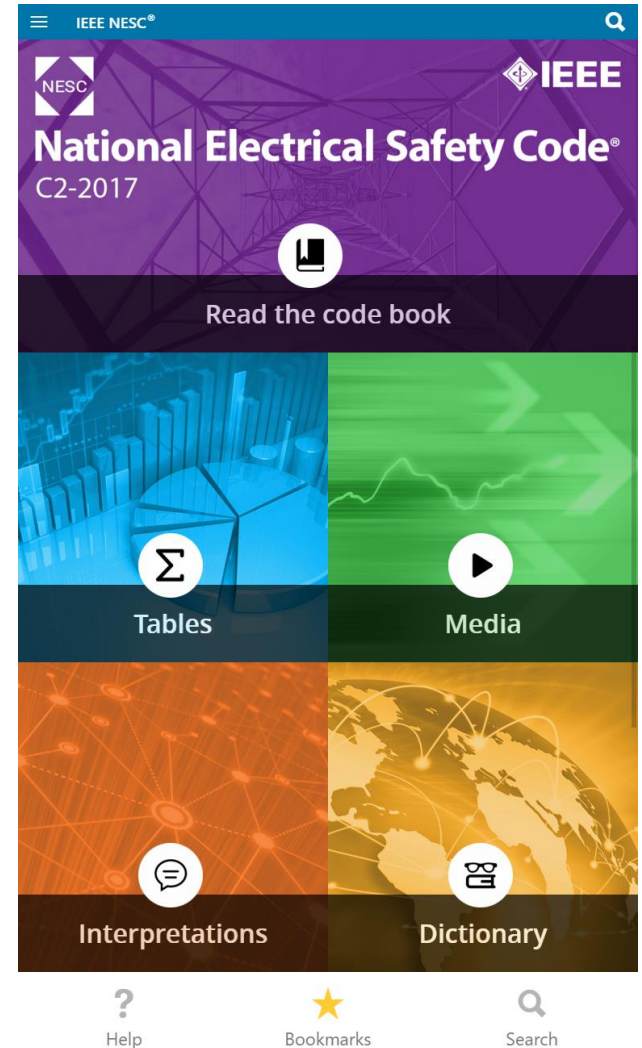 IEEE NESC®
NESC
IEEE
National Electrical Safety Code®
C2-2017
Read the code book
Σ
Tables
Media
Interpretations
Dictionary
?
Help
Bookmarks
Search